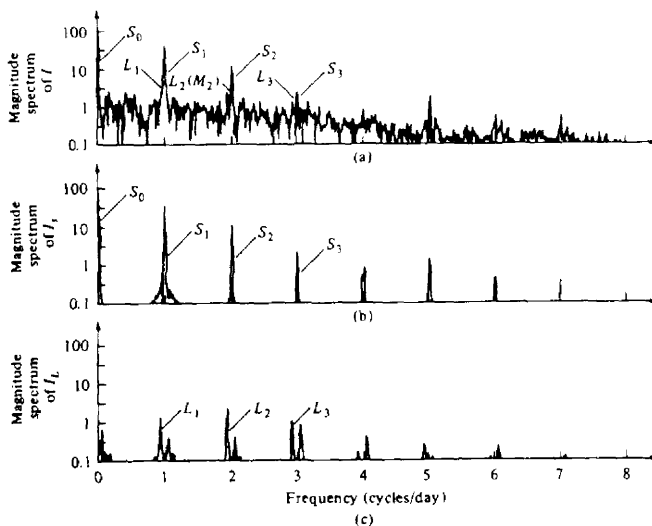 Magnitude spectrum of I
100
10
1
0.1
S₀
L₁
S₁
L₂(M₂)
S₂
L₃
S₃
(a)
Magnitude spectrum of Iₛ
100
10
1
0.1
S₀
S₁
S₂
S₃
(b)
Magnitude spectrum of I_L
100
10
1
0.1
L₁
L₂
L₃
0 1 2 3 4 5 6 7 8
Frequency (cycles/day)
(c)